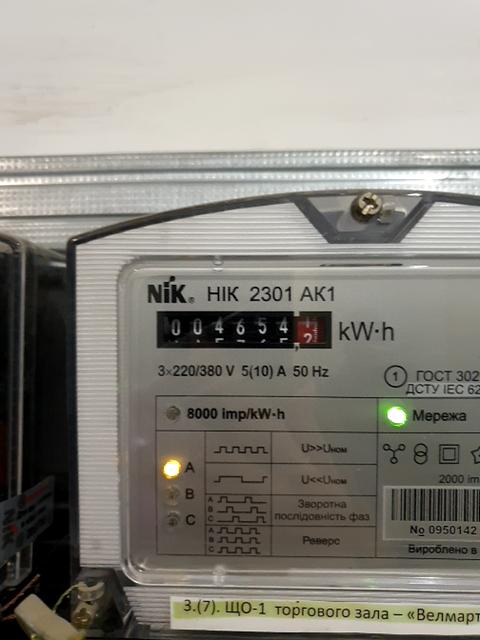 NiK® НІК 2301 АК1
004654 kW·h
3×220/380 V 5(10) A 50 Hz
1 ГОСТ 302
ДСТУ IEC 62
8000 imp/kW·h
Мережа
A
B
C
U>>Uном
U<<Uном
A
B
C
Зворотна
послідовність фаз
A
B
C
Реверс
2000 im
№ 0950142
Вироблено в
3.(7). ЩО-1 торгового зала – «Велмарт